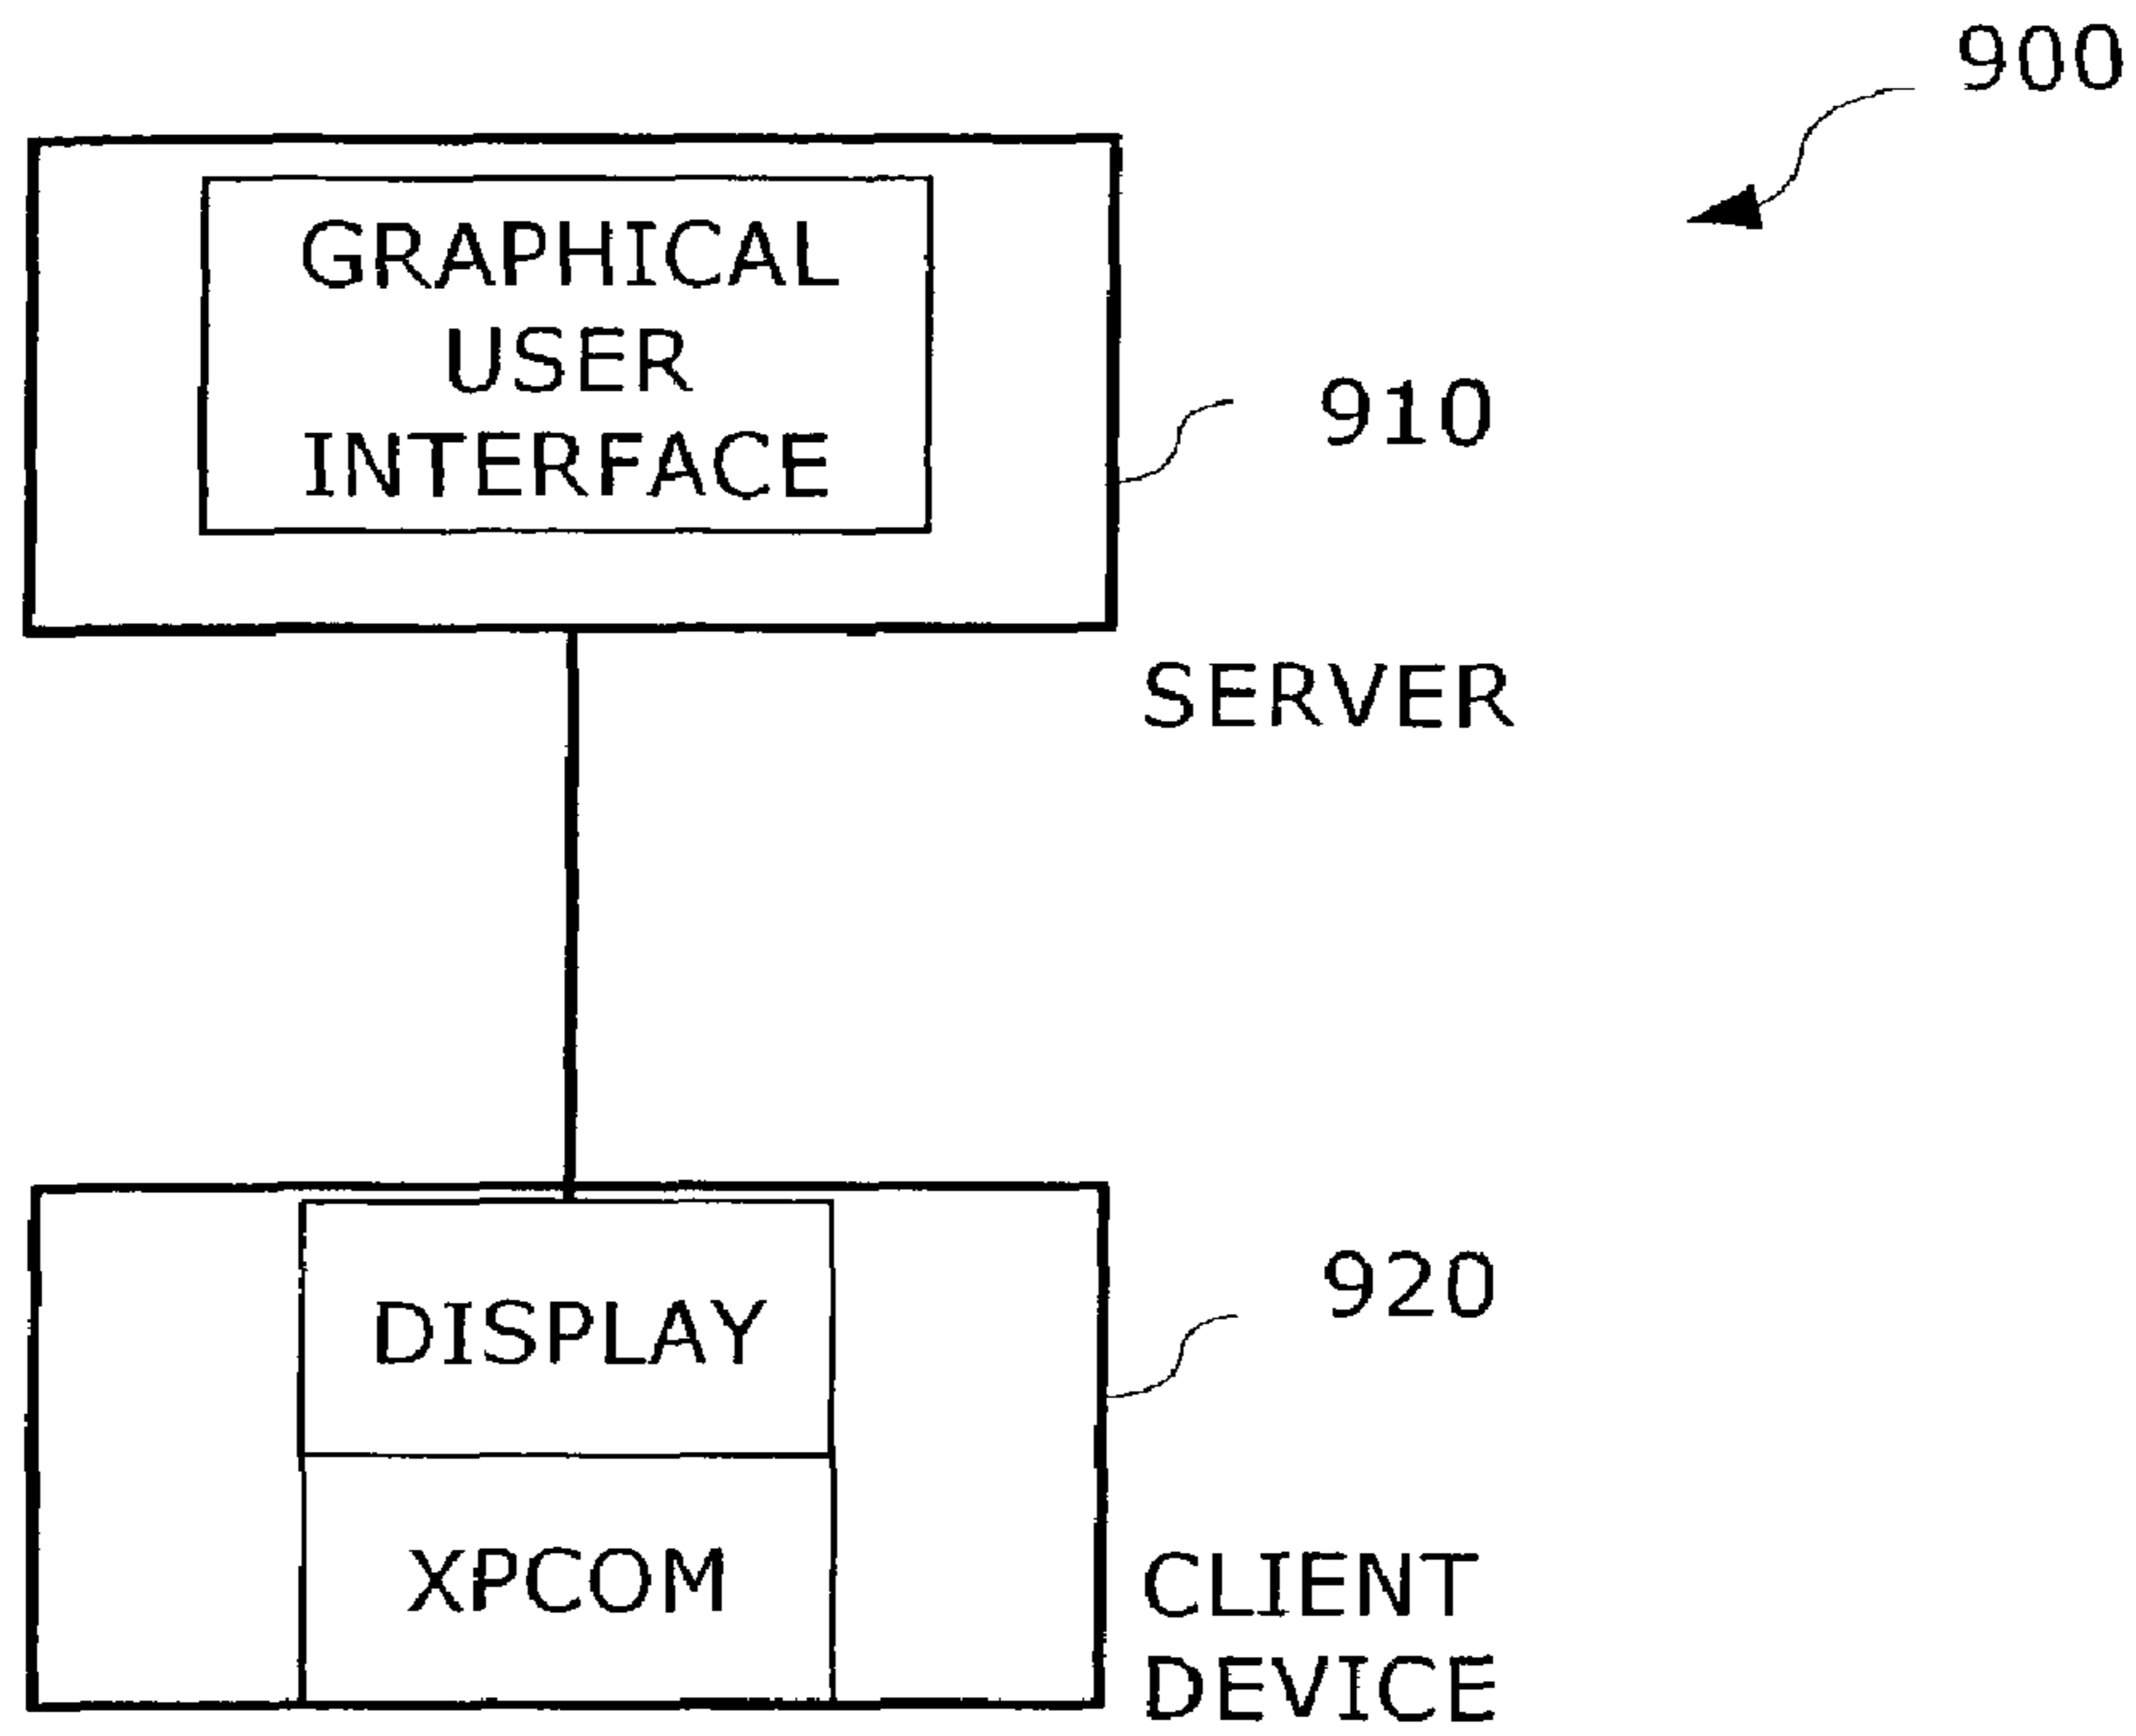 900
GRAPHICAL
USER
INTERFACE
910
SERVER
920
DISPLAY
XPCOM
CLIENT
DEVICE